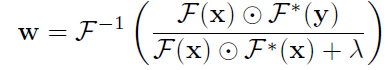 w = ℱ⁻¹ ( ℱ(x) ⊙ ℱ*(y) / ℱ(x) ⊙ ℱ*(x) + λ )